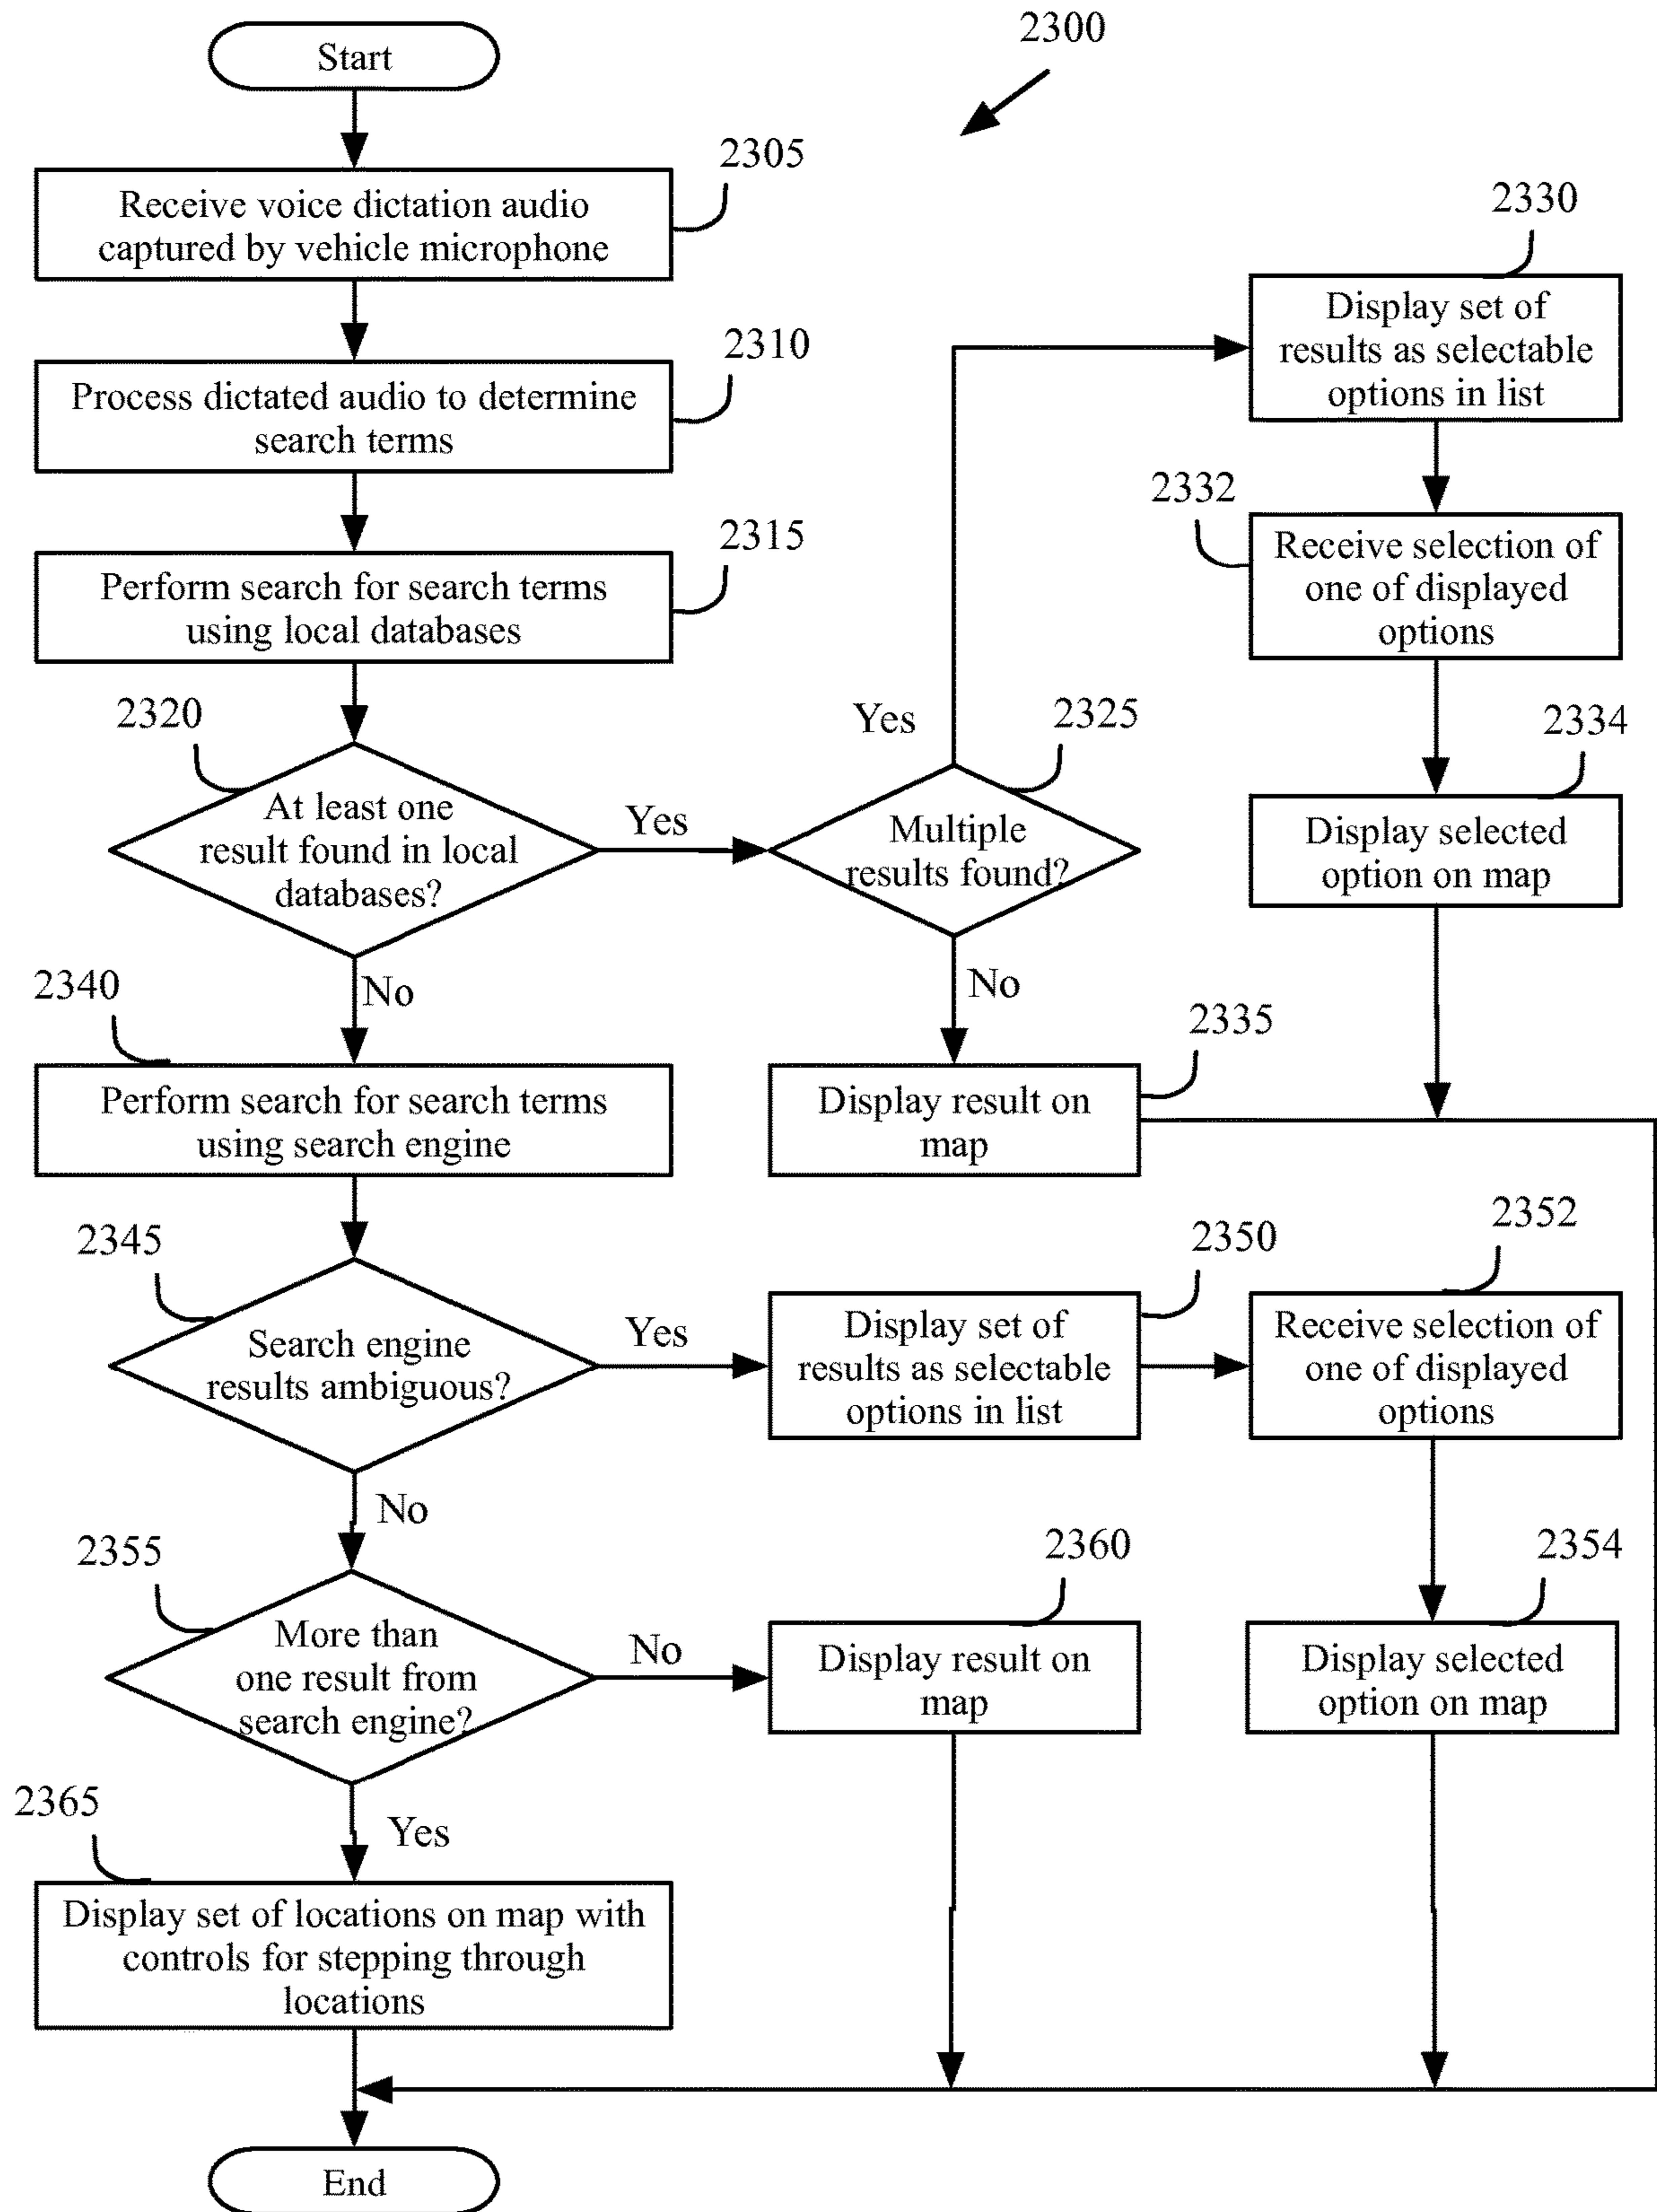 2300
Start
2305
Receive voice dictation audio
captured by vehicle microphone
2310
Process dictated audio to determine
search terms
2315
Perform search for search terms
using local databases
2320
At least one
result found in local
databases?
Yes
2325
Multiple
results found?
Yes
2330
Display set of
results as selectable
options in list
2332
Receive selection of
one of displayed
options
2334
Display selected
option on map
No
2335
Display result on
map
No
2340
Perform search for search terms
using search engine
2345
Search engine
results ambiguous?
Yes
2350
Display set of
results as selectable
options in list
2352
Receive selection of
one of displayed
options
2354
Display selected
option on map
No
2355
More than
one result from
search engine?
No
2360
Display result on
map
Yes
2365
Display set of locations on map with
controls for stepping through
locations
End